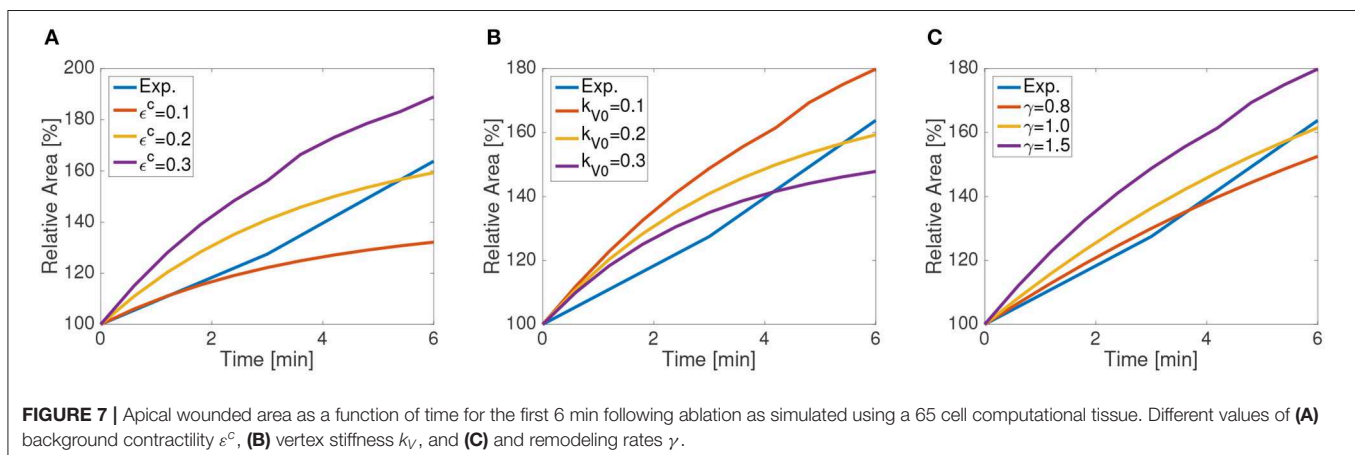 A
200
180
160
140
120
100
0
2
4
6
Relative Area [%]
Time [min]
Exp.
ϵ^c=0.1
ϵ^c=0.2
ϵ^c=0.3
B
180
160
140
120
100
0
2
4
6
Relative Area [%]
Time [min]
Exp.
k_V0=0.1
k_V0=0.2
k_V0=0.3
C
180
160
140
120
100
0
2
4
6
Relative Area [%]
Time [min]
Exp.
γ=0.8
γ=1.0
γ=1.5
FIGURE 7 | Apical wounded area as a function of time for the first 6 min following ablation as simulated using a 65 cell computational tissue. Different values of (A)
background contractility ε^c, (B) vertex stiffness k_V, and (C) and remodeling rates γ.